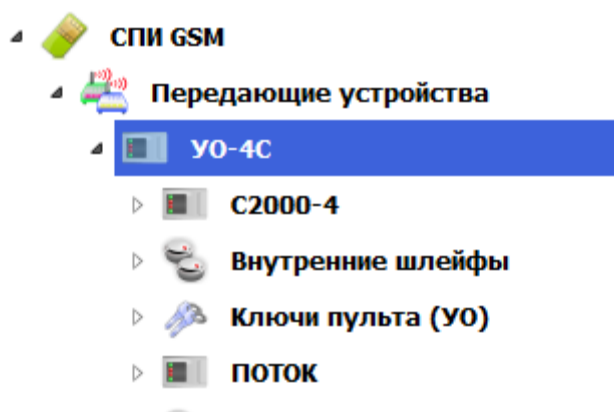 СПИ GSM
Передающие устройства
УО-4С
С2000-4
Внутренние шлейфы
Ключи пульта (УО)
ПОТОК